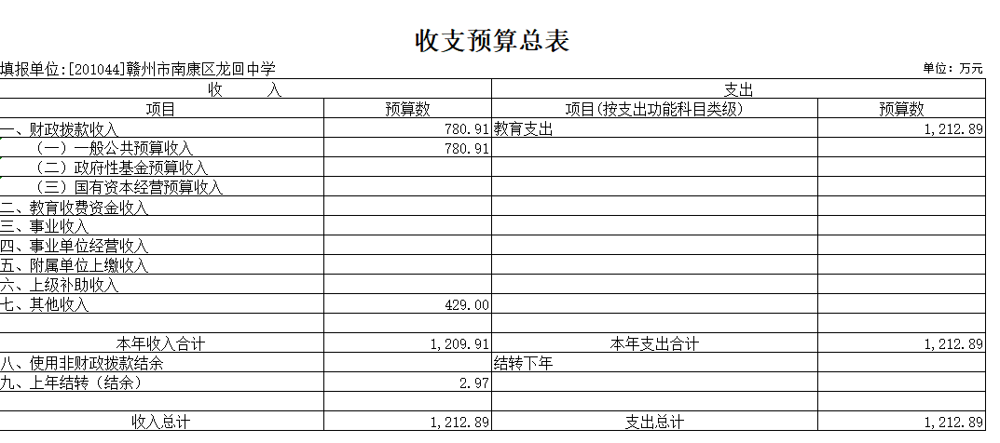 收支预算总表
填报单位:[201044]赣州市南康区龙回中学 单位：万元
收 入 支出
项目 预算数 项目(按支出功能科目类级) 预算数
一、财政拨款收入 780.91 教育支出 1,212.89
（一）一般公共预算收入 780.91
（二）政府性基金预算收入
（三）国有资本经营预算收入
二、教育收费资金收入
三、事业收入
四、事业单位经营收入
五、附属单位上缴收入
六、上级补助收入
七、其他收入 429.00
本年收入合计 1,209.91 本年支出合计 1,212.89
八、使用非财政拨款结余 结转下年
九、上年结转（结余） 2.97
收入总计 1,212.89 支出总计 1,212.89